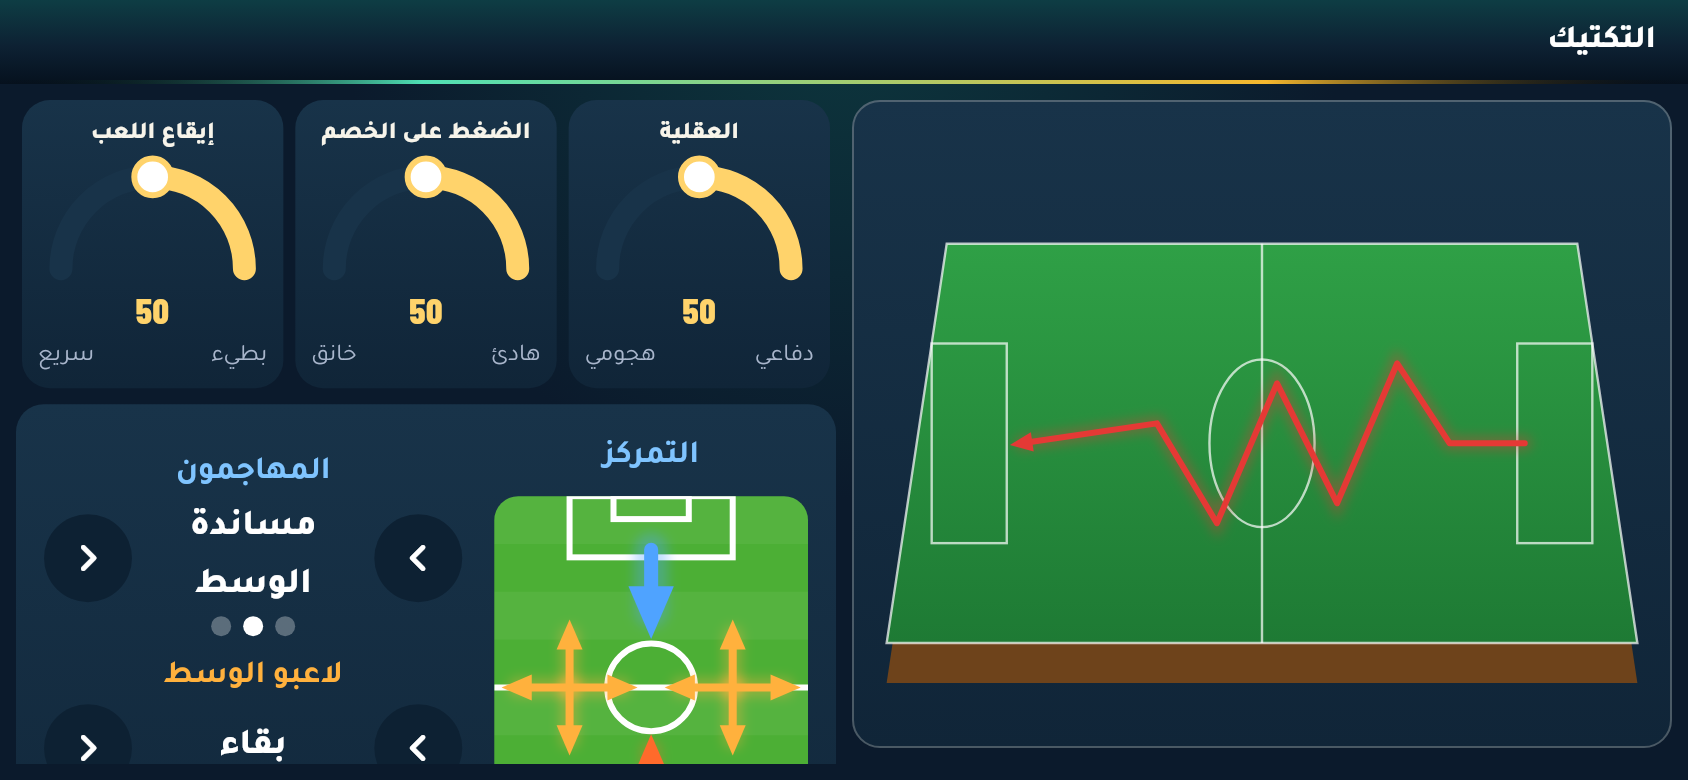 التكتيك
العقلية
50
دفاعي
هجومي
الضغط على الخصم
50
هادئ
خانق
إيقاع اللعب
50
بطيء
سريع
التمركز
المهاجمون
مساندة
الوسط
لاعبو الوسط
بقاء